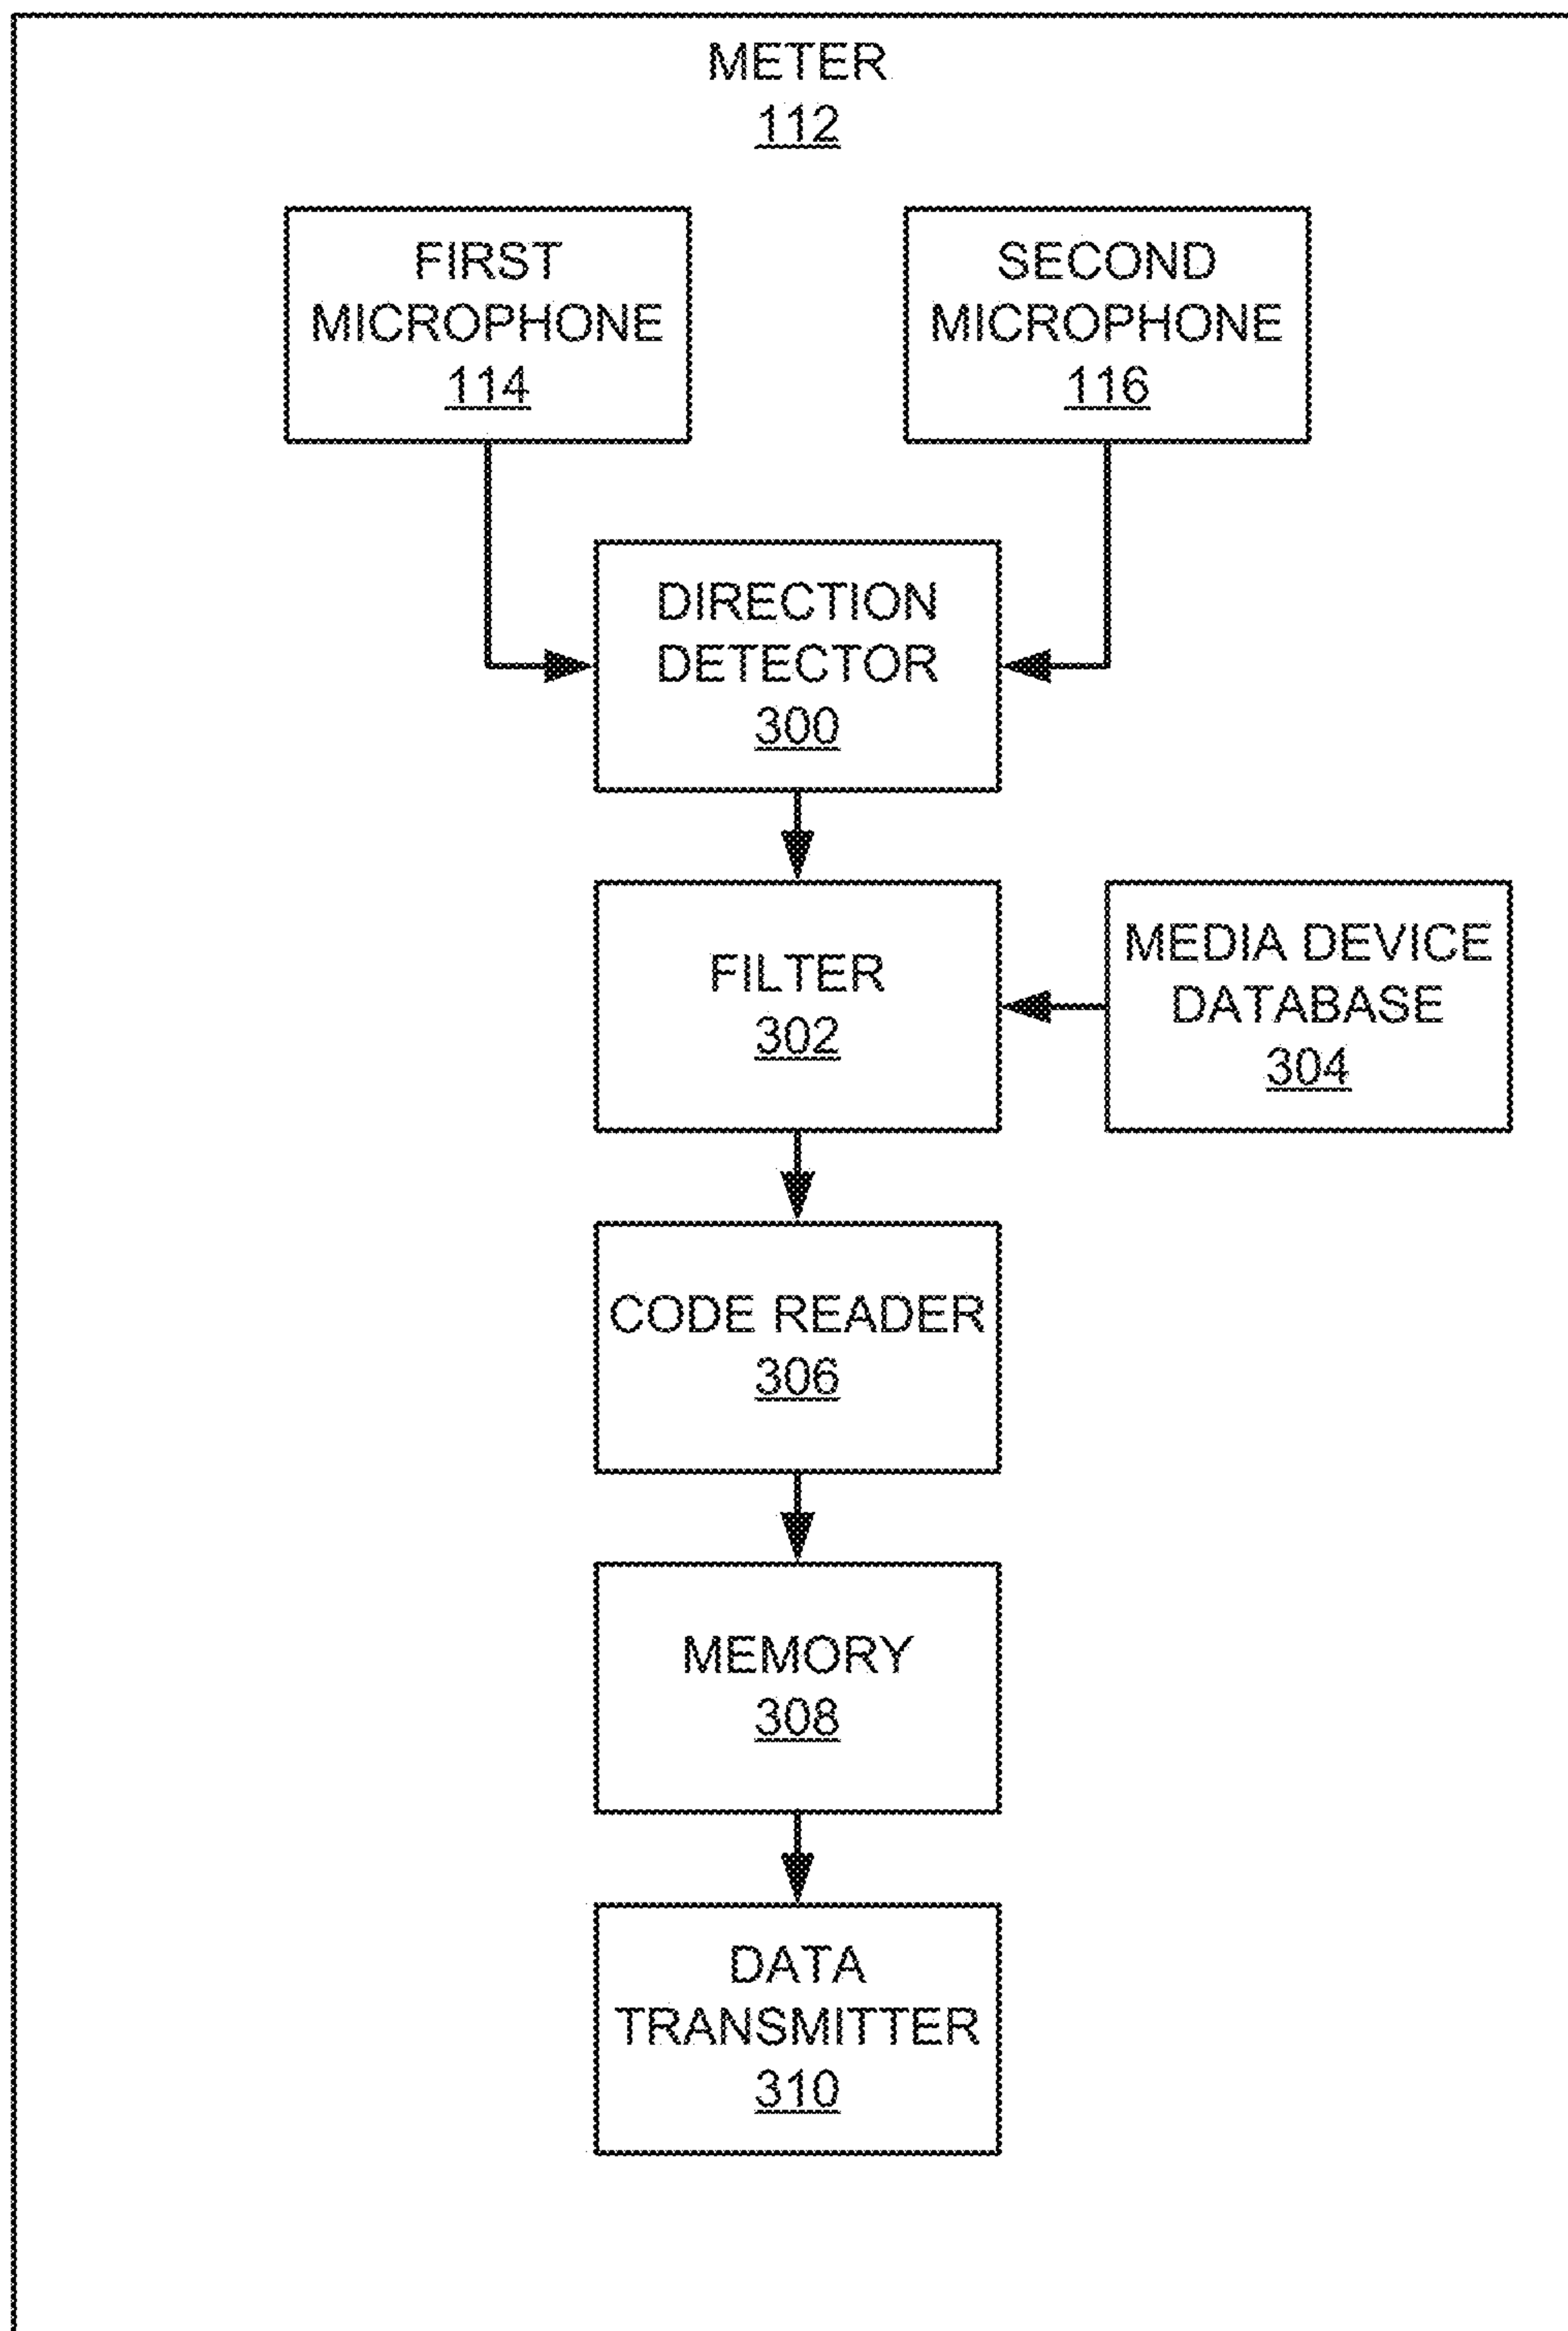 METER
112
FIRST
MICROPHONE
114
SECOND
MICROPHONE
116
DIRECTION
DETECTOR
300
FILTER
302
MEDIA DEVICE
DATABASE
304
CODE READER
306
MEMORY
308
DATA
TRANSMITTER
310